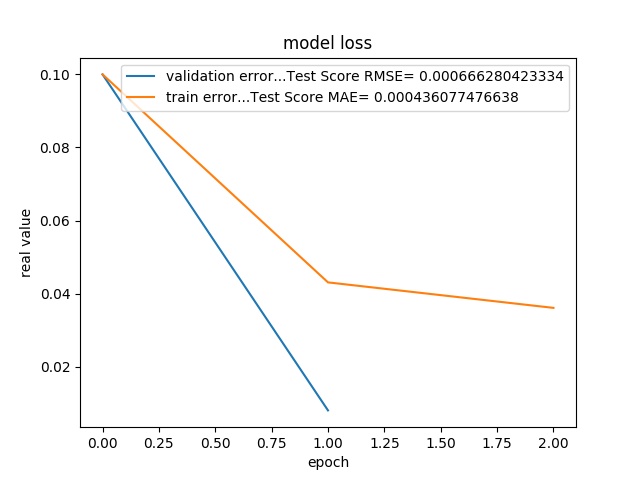 model loss
validation error...Test Score RMSE= 0.000666280423334
train error...Test Score MAE= 0.000436077476638
real value
0.10
0.08
0.06
0.04
0.02
0.00 0.25 0.50 0.75 1.00 1.25 1.50 1.75 2.00
epoch